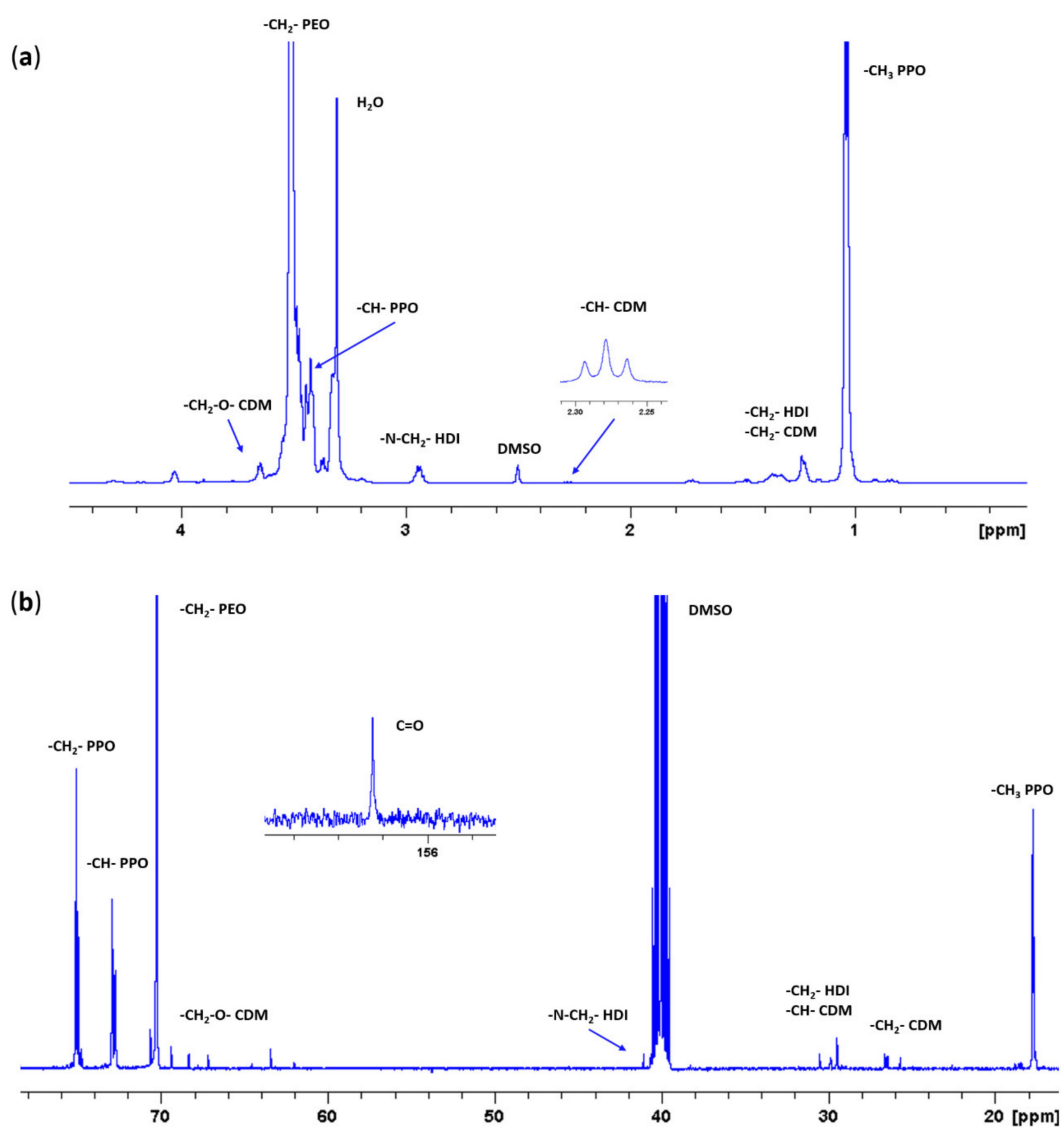 -CH₂- PEO
(a)
-CH₃ PPO
H₂O
-CH- PPO
-CH- CDM
2.30 2.25
-CH₂-O- CDM
-N-CH₂- HDI
DMSO
-CH₂- HDI
-CH₂- CDM
4 3 2 1 [ppm]
(b)
-CH₂- PEO
DMSO
C=O
-CH₂- PPO
156
-CH₃ PPO
-CH- PPO
-CH₂-O- CDM
-N-CH₂- HDI
-CH₂- HDI
-CH- CDM
-CH₂- CDM
70 60 50 40 30 20 [ppm]